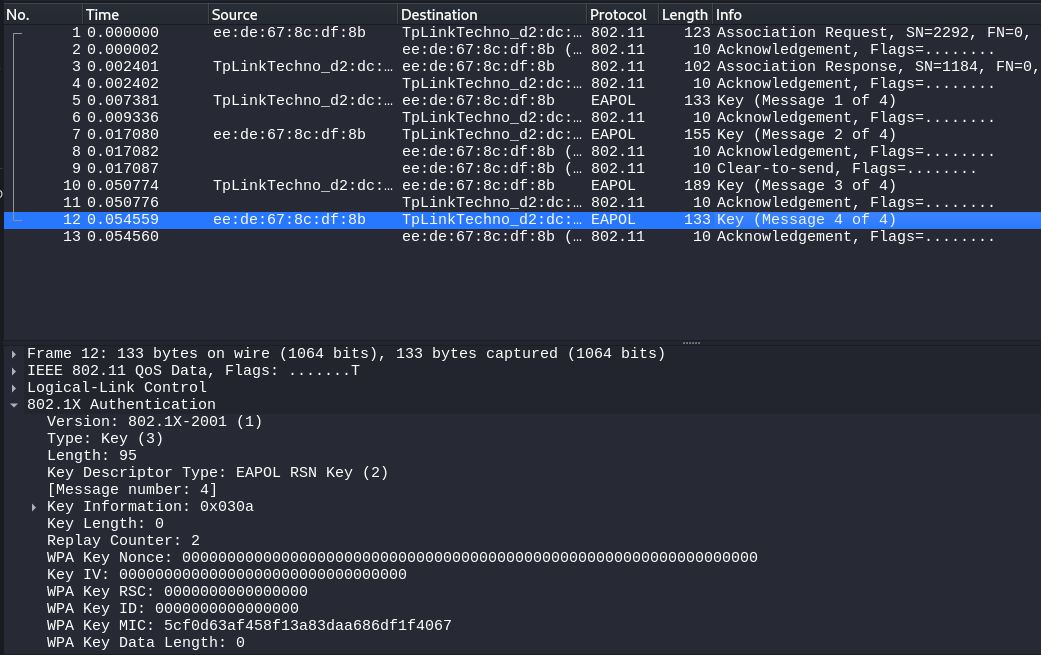 No. Time Source Destination Protocol Length Info
1 0.000000 ee:de:67:8c:df:8b TpLinkTechno_d2:dc:… 802.11 123 Association Request, SN=2292, FN=0,
2 0.000002 ee:de:67:8c:df:8b (… 802.11 10 Acknowledgement, Flags=........
3 0.002401 TpLinkTechno_d2:dc:… ee:de:67:8c:df:8b 802.11 102 Association Response, SN=1184, FN=0,
4 0.002402 TpLinkTechno_d2:dc:… 802.11 10 Acknowledgement, Flags=........
5 0.007381 TpLinkTechno_d2:dc:… ee:de:67:8c:df:8b EAPOL 133 Key (Message 1 of 4)
6 0.009336 TpLinkTechno_d2:dc:… 802.11 10 Acknowledgement, Flags=........
7 0.017080 ee:de:67:8c:df:8b TpLinkTechno_d2:dc:… EAPOL 155 Key (Message 2 of 4)
8 0.017082 ee:de:67:8c:df:8b (… 802.11 10 Acknowledgement, Flags=........
9 0.017087 ee:de:67:8c:df:8b (… 802.11 10 Clear-to-send, Flags=........
10 0.050774 TpLinkTechno_d2:dc:… ee:de:67:8c:df:8b EAPOL 189 Key (Message 3 of 4)
11 0.050776 TpLinkTechno_d2:dc:… 802.11 10 Acknowledgement, Flags=........
12 0.054559 ee:de:67:8c:df:8b TpLinkTechno_d2:dc:… EAPOL 133 Key (Message 4 of 4)
13 0.054560 ee:de:67:8c:df:8b (… 802.11 10 Acknowledgement, Flags=........
Frame 12: 133 bytes on wire (1064 bits), 133 bytes captured (1064 bits)
IEEE 802.11 QoS Data, Flags: .......T
Logical-Link Control
802.1X Authentication
Version: 802.1X-2001 (1)
Type: Key (3)
Length: 95
Key Descriptor Type: EAPOL RSN Key (2)
[Message number: 4]
Key Information: 0x030a
Key Length: 0
Replay Counter: 2
WPA Key Nonce: 0000000000000000000000000000000000000000000000000000000000000000
Key IV: 00000000000000000000000000000000
WPA Key RSC: 0000000000000000
WPA Key ID: 0000000000000000
WPA Key MIC: 5cf0d63af458f13a83daa686df1f4067
WPA Key Data Length: 0